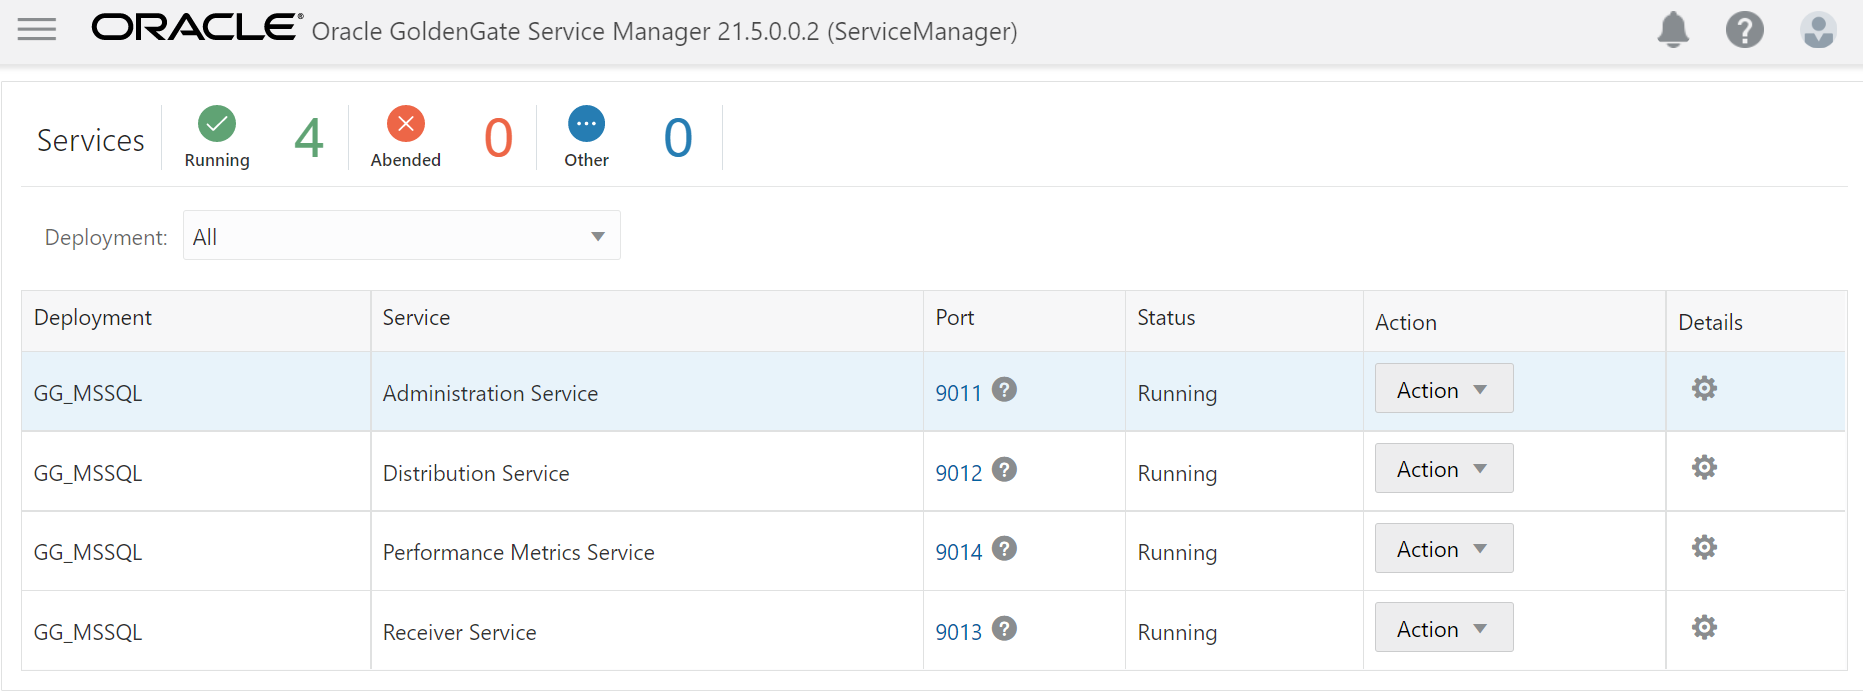 ORACLE® Oracle GoldenGate Service Manager 21.5.0.0.2 (ServiceManager)
Services Running 4 Abended 0 Other 0
Deployment: All
Deployment Service Port Status Action Details
GG_MSSQL Administration Service 9011 Running Action
GG_MSSQL Distribution Service 9012 Running Action
GG_MSSQL Performance Metrics Service 9014 Running Action
GG_MSSQL Receiver Service 9013 Running Action